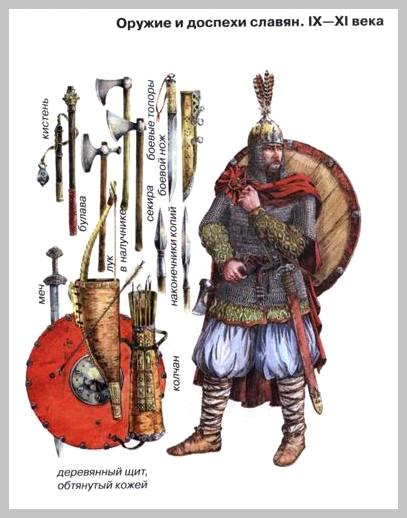 Оружие и доспехи славян. IX—XI века
кистень
булава
лук
в налучнике
секира
боевые топоры
боевой нож
наконечники копий
меч
колчан
деревянный щит,
обтянутый кожей